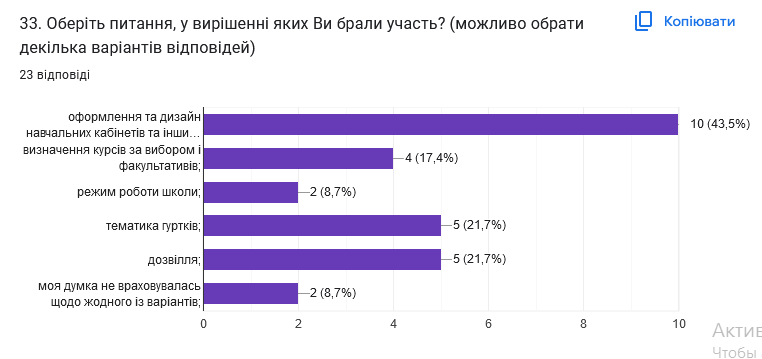 33. Оберіть питання, у вирішенні яких Ви брали участь? (можливо обрати
декілька варіантів відповідей)
Копіювати
23 відповіді
оформлення та дизайн
навчальних кабінетів та інши...
10 (43,5%)
визначення курсів за вибором і
факультативів;
4 (17,4%)
режим роботи школи;
2 (8,7%)
тематика гуртків;
5 (21,7%)
дозвілля;
5 (21,7%)
моя думка не враховувалась
щодо жодного із варіантів;
2 (8,7%)
0 2 4 6 8 10
Актив
Чтобы